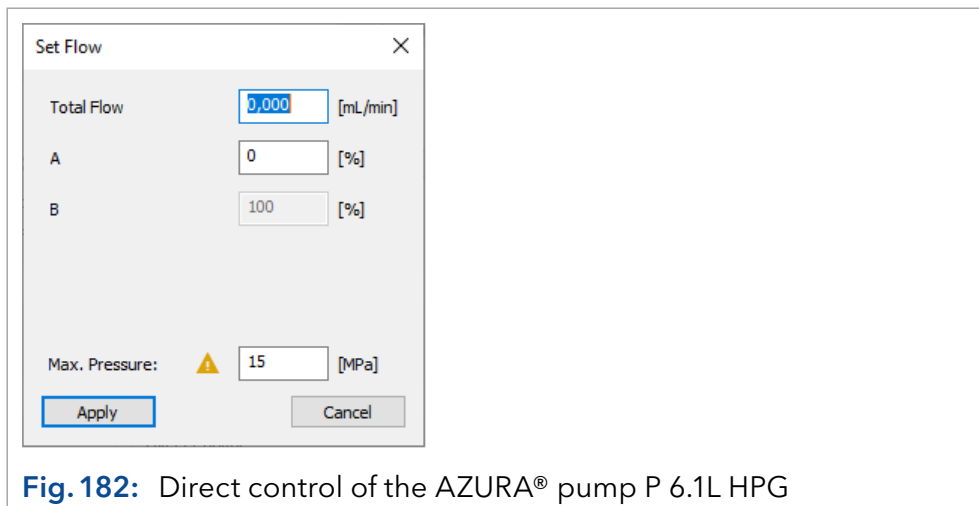 Set Flow
Total Flow 0,000 [mL/min]
A 0 [%]
B 100 [%]
Max. Pressure: 15 [MPa]
Apply Cancel
Fig. 182: Direct control of the AZURA® pump P 6.1L HPG